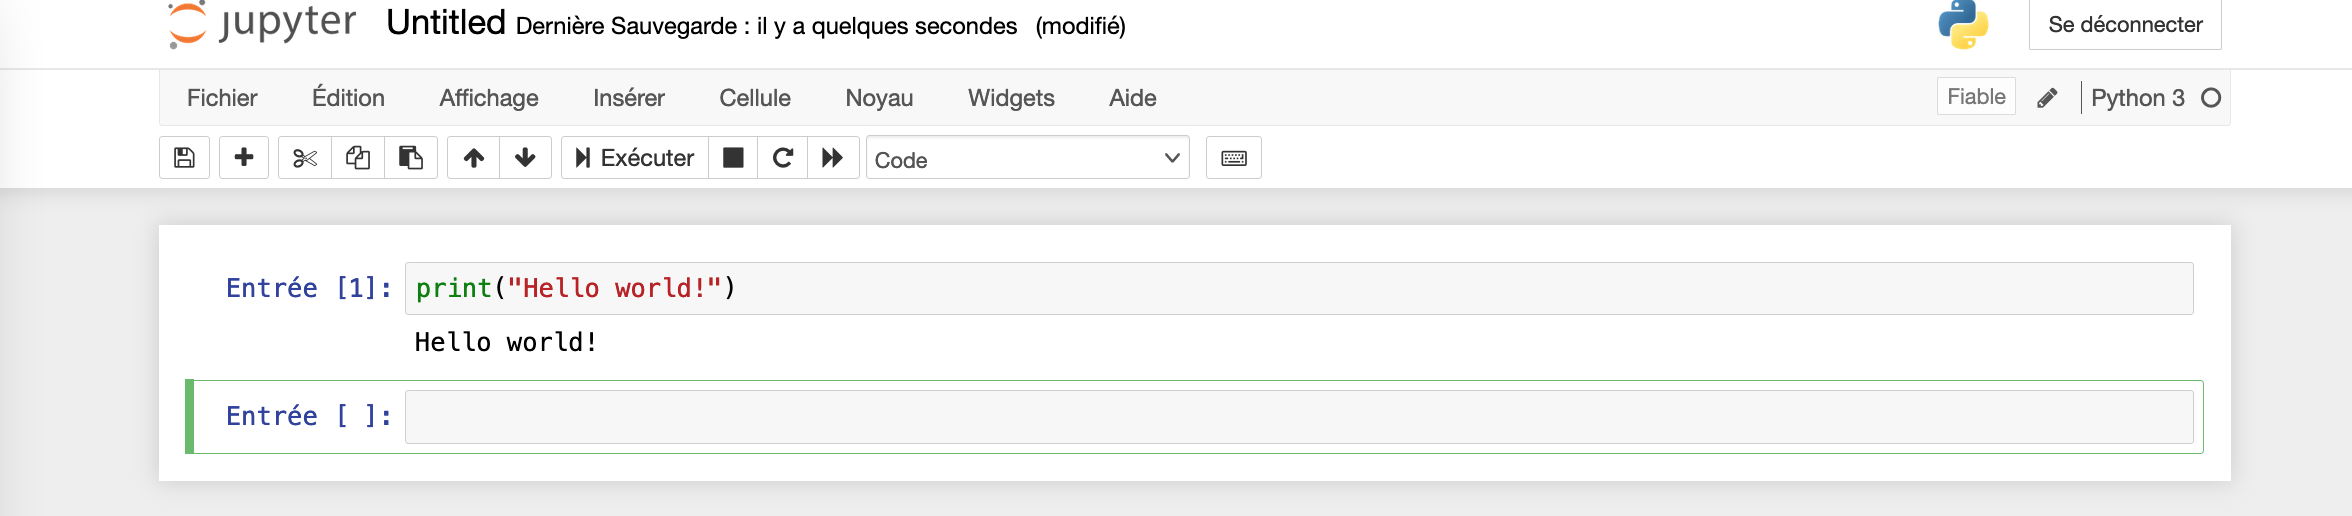 jupyter Untitled Dernière Sauvegarde : il y a quelques secondes (modifié) Se déconnecter
Fichier Édition Affichage Insérer Cellule Noyau Widgets Aide Fiable Python 3
Exécuter Code
Entrée [1]: print("Hello world!")
Hello world!
Entrée [ ]: